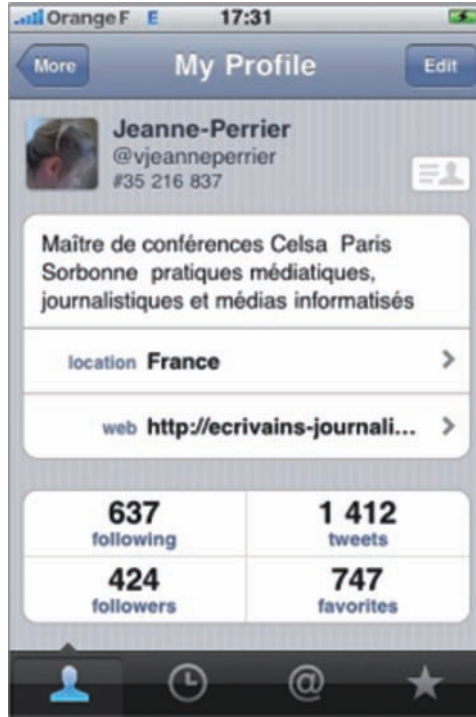 Orange F E 17:31
More My Profile Edit
Jeanne-Perrier
@vjeanneperrier
#35 216 837
Maître de conférences Celsa Paris
Sorbonne pratiques médiatiques,
journalistiques et médias informatisés
location France
web http://ecrivains-journali...
637 1 412
following tweets
424 747
followers favorites
@